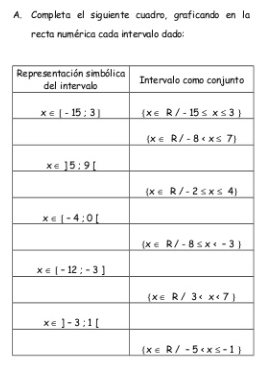 A. Completa el siguiente cuadro, graficando en la
recta numérica cada intervalo dado:
Representación simbólica
del intervalo
Intervalo como conjunto
x ∈ [ - 15 ; 3 ]
{x ∈ R / - 15 ≤ x ≤ 3 }
{x ∈ R / - 8 < x ≤ 7}
x ∈ ] 5 ; 9 [
{x ∈ R / - 2 ≤ x ≤ 4}
x ∈ [ - 4 ; 0 [
{x ∈ R / - 8 ≤ x < - 3 }
x ∈ [ - 12 ; - 3 ]
{x ∈ R / 3 < x < 7 }
x ∈ ] - 3 ; 1 [
{x ∈ R / - 5 < x ≤ - 1 }